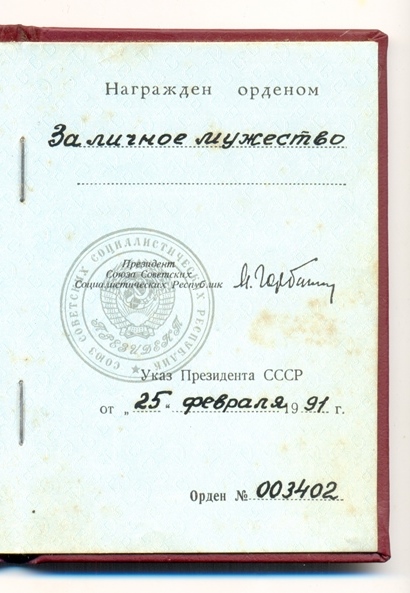 Награжден орденом
За личное мужество
Президент
Союза Советских
Социалистических Республик
М. Горбачев
СОЮЗ СОВЕТСКИХ СОЦИАЛИСТИЧЕСКИХ РЕСПУБЛИК
ПРЕЗИДЕНТ
Указ Президента СССР
от „ 25 “ февраля 1991 г.
Орден № 003402